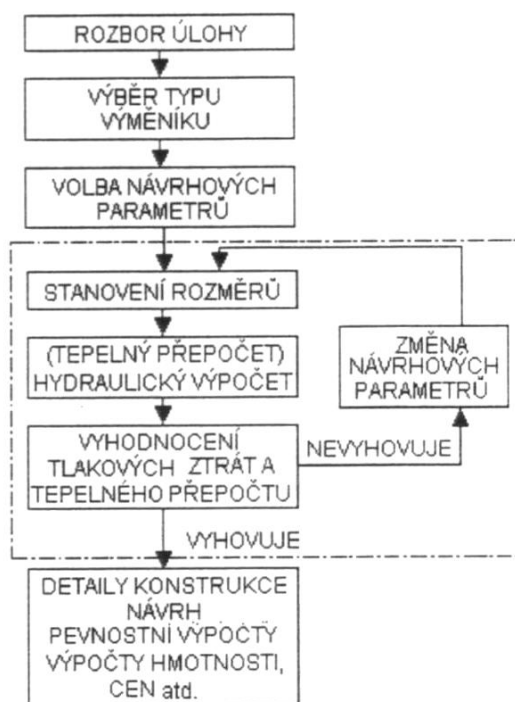 ROZBOR ÚLOHY
VÝBĚR TYPU
VÝMĚNÍKU
VOLBA NÁVRHOVÝCH
PARAMETRŮ
STANOVENÍ ROZMĚRŮ
(TEPELNÝ PŘEPOČET)
HYDRAULICKÝ VÝPOČET
ZMĚNA
NÁVRHOVÝCH
PARAMETRŮ
VYHODNOCENÍ
TLAKOVÝCH ZTRÁT A
TEPELNÉHO PŘEPOČTU
NEVYHOVUJE
VYHOVUJE
DETAILY KONSTRUKCE
NÁVRH
PEVNOSTNÍ VÝPOČTY
VÝPOČTY HMOTNOSTI,
CEN atd.